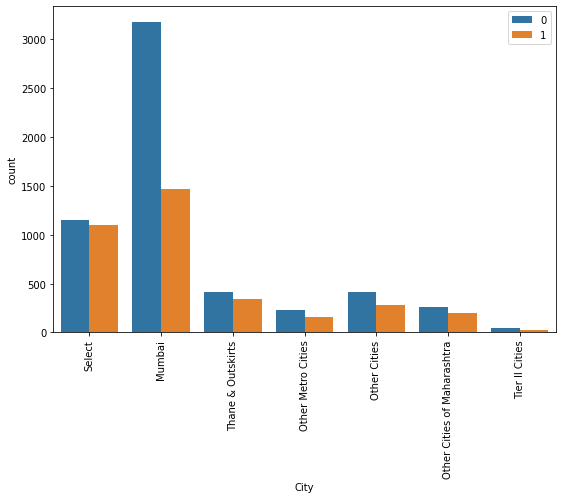 0
1
3000
2500
2000
1500
1000
500
0
count
Select
Mumbai
Thane & Outskirts
Other Metro Cities
Other Cities
Other Cities of Maharashtra
Tier II Cities
City